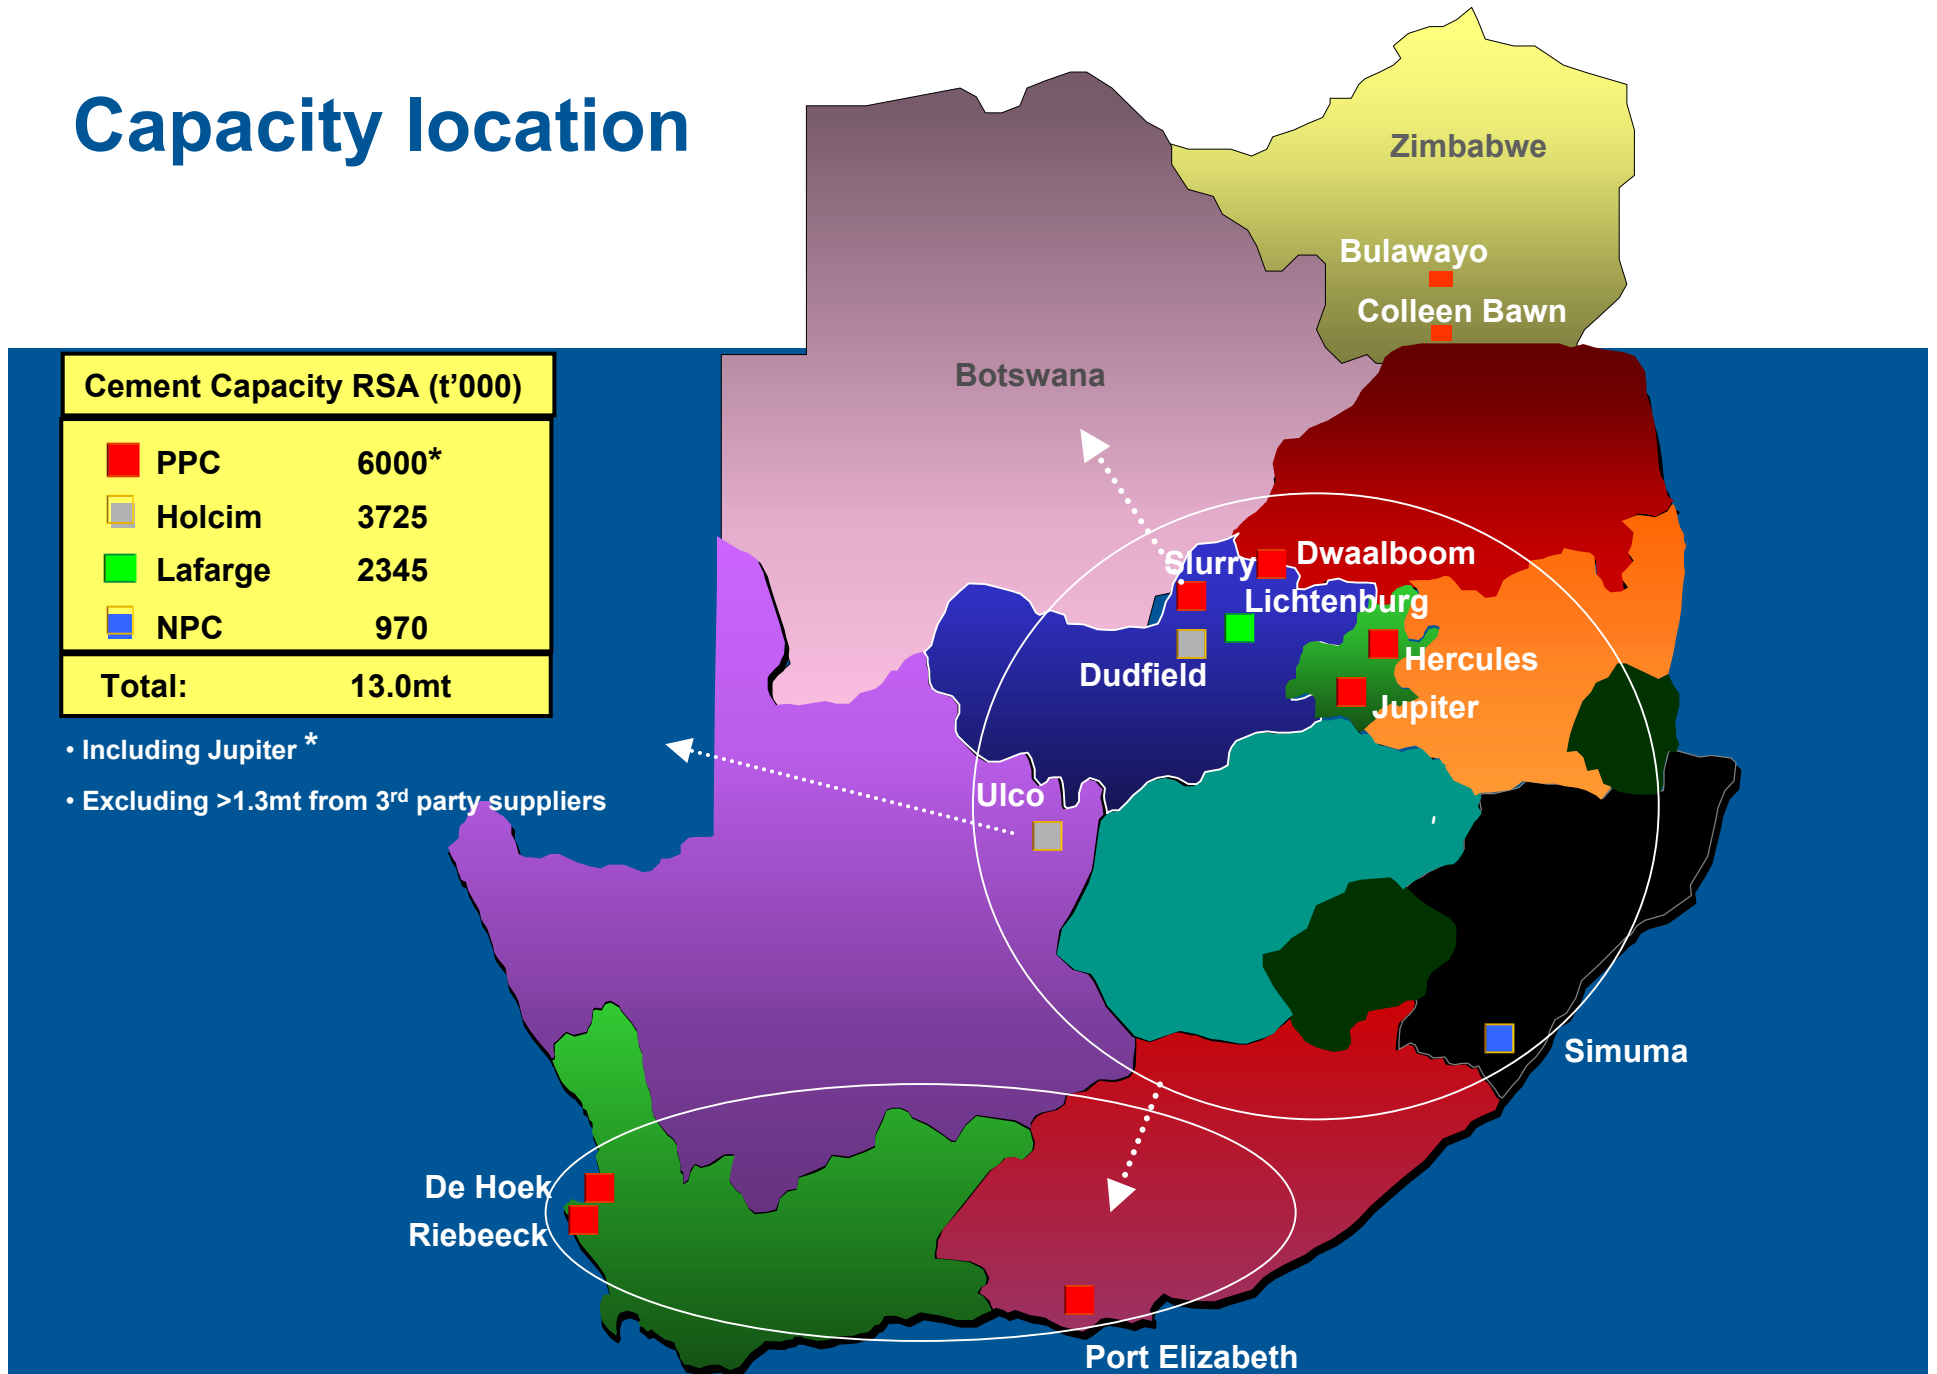 Capacity location
Zimbabwe
Bulawayo
Colleen Bawn
Botswana
Cement Capacity RSA (t’000)
PPC 6000*
Holcim 3725
Lafarge 2345
NPC 970
Total: 13.0mt
• Including Jupiter *
• Excluding >1.3mt from 3rd party suppliers
Slurry
Dwaalboom
Lichtenburg
Dudfield
Hercules
Jupiter
Ulco
Simuma
De Hoek
Riebeeck
Port Elizabeth